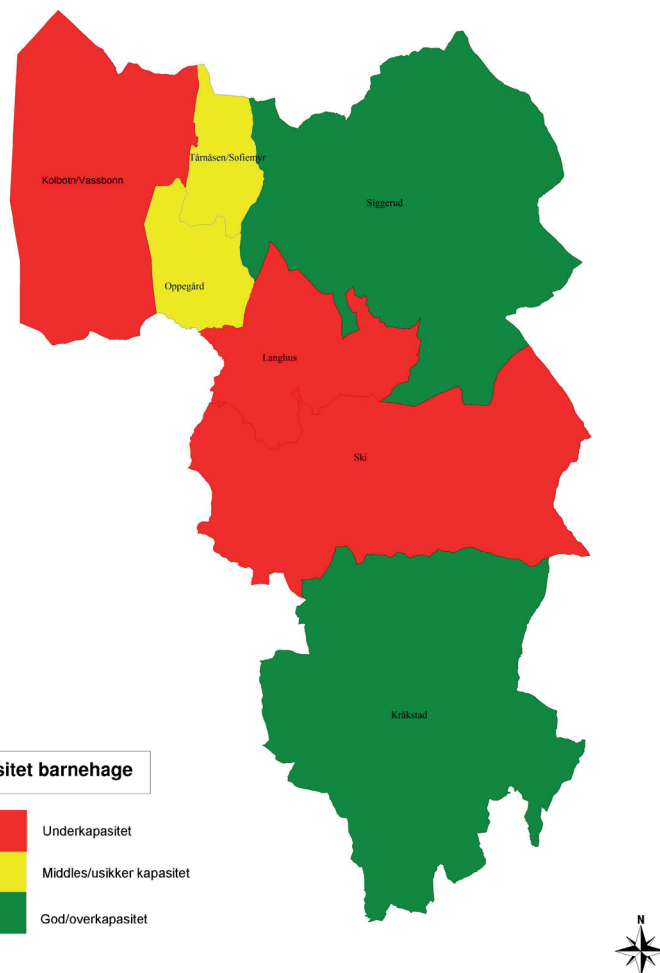 Tårnåsen/Sofiemyr
Kolbotn/Vassbonn
Siggerud
Oppegård
Langhus
Ski
Kråkstad
sitet barnehage
Underkapasitet
Middles/usikker kapasitet
God/overkapasitet
N